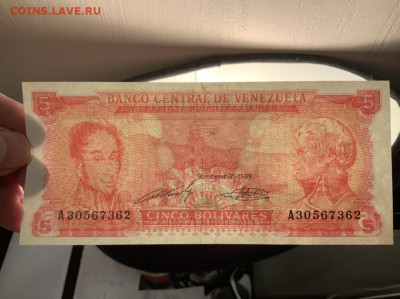 COINS.LAVE.RU
5 BANCO CENTRAL DE VENEZUELA 5
Septiembre-21-1989
A30567362 A30567362
5 CINCO BOLIVARES 5